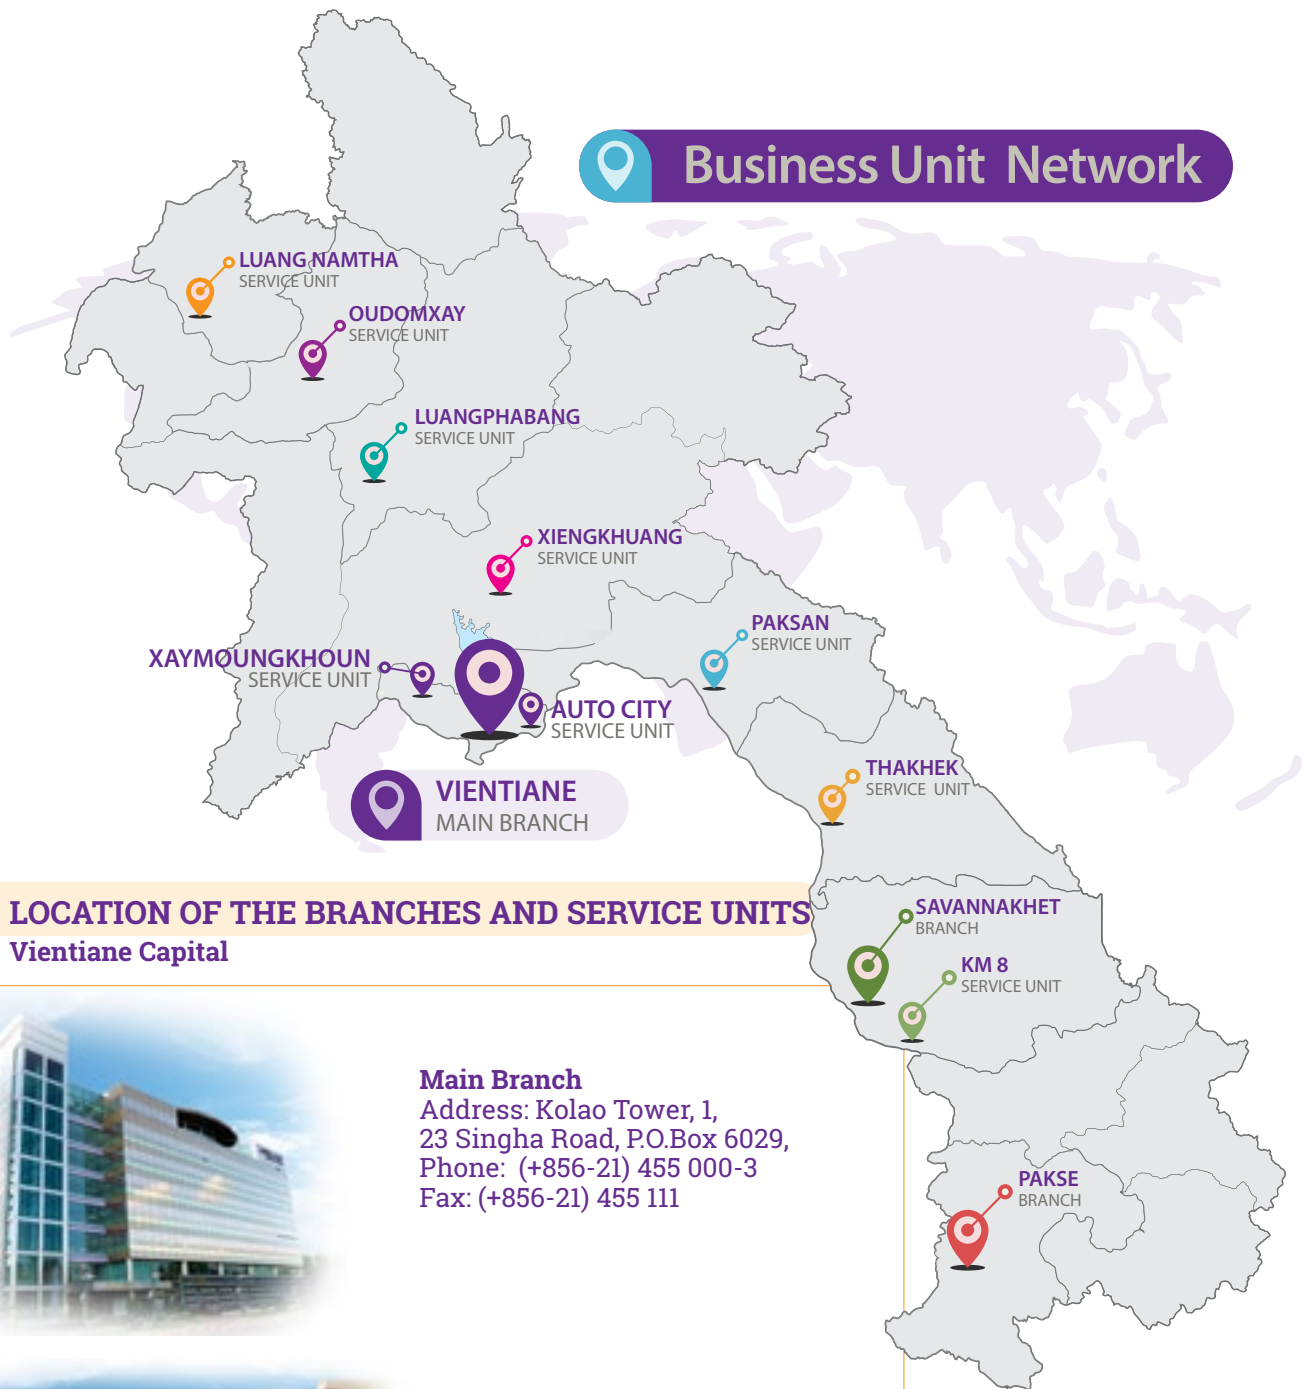 Business Unit Network
LUANG NAMTHA
SERVICE UNIT
OUDOMXAY
SERVICE UNIT
LUANGPHABANG
SERVICE UNIT
XIENGKHUANG
SERVICE UNIT
PAKSAN
SERVICE UNIT
XAYMOUNGKHOUN
SERVICE UNIT
AUTO CITY
SERVICE UNIT
THAKHEK
SERVICE UNIT
VIENTIANE
MAIN BRANCH
LOCATION OF THE BRANCHES AND SERVICE UNITS
Vientiane Capital
SAVANNAKHET
BRANCH
KM 8
SERVICE UNIT
Main Branch
Address: Kolao Tower, 1,
23 Singha Road, P.O.Box 6029,
Phone: (+856-21) 455 000-3
Fax: (+856-21) 455 111
PAKSE
BRANCH